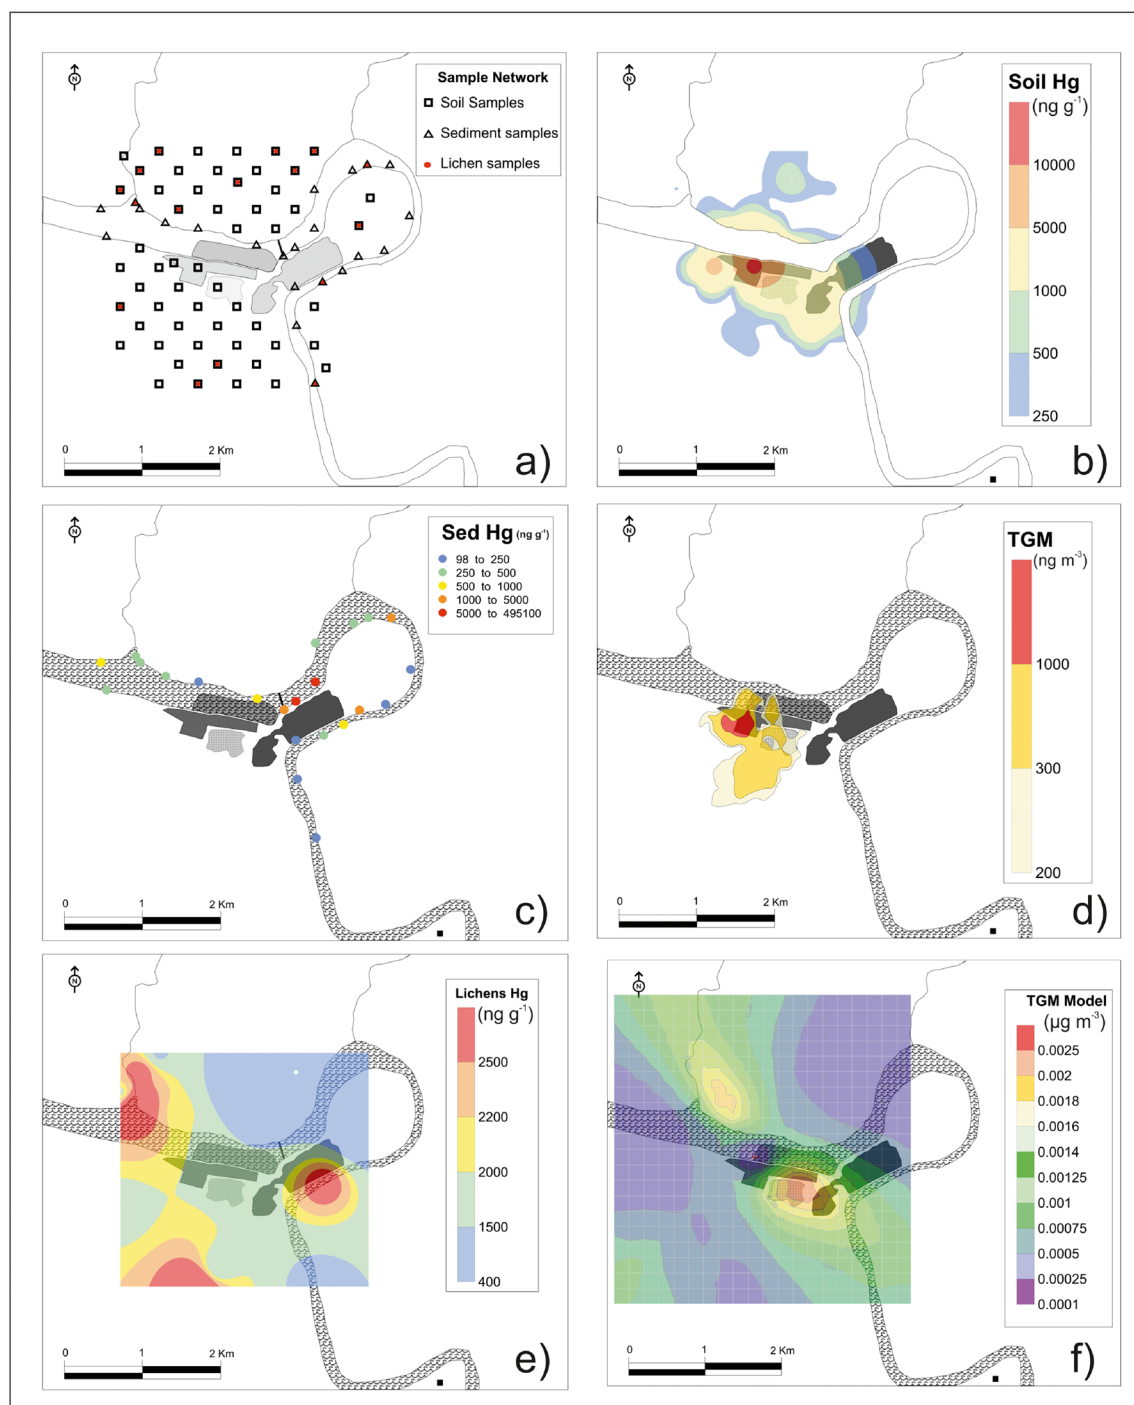 N
Sample Network
Soil Samples
Sediment samples
Lichen samples
0 1 2 Km
a)
N
Soil Hg
(ng g-1)
10000
5000
1000
500
250
0 1 2 Km
b)
N
Sed Hg (ng g-1)
98 to 250
250 to 500
500 to 1000
1000 to 5000
5000 to 495100
0 1 2 Km
c)
N
TGM
(ng m-3)
1000
300
200
0 1 2 Km
d)
N
Lichens Hg
(ng g-1)
2500
2200
2000
1500
400
0 1 2 Km
e)
N
TGM Model
(µg m-3)
0.0025
0.002
0.0018
0.0016
0.0014
0.00125
0.001
0.00075
0.0005
0.00025
0.0001
0 1 2 Km
f)